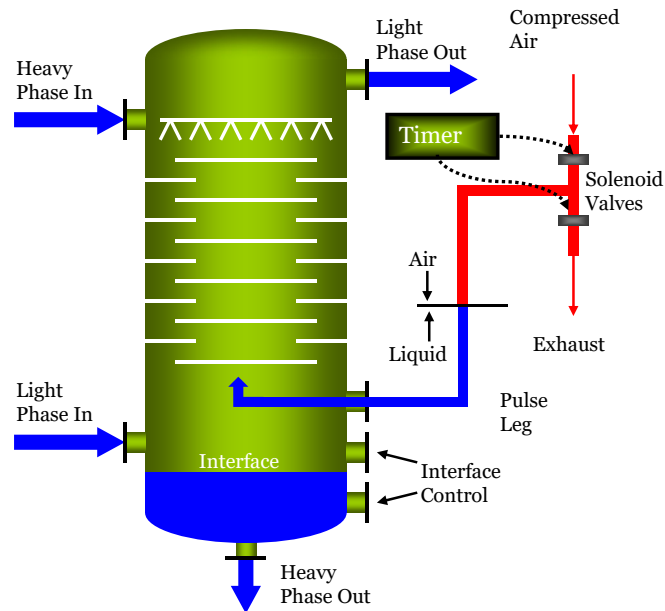 Compressed
Air
Light
Phase Out
Heavy
Phase In
Timer
Solenoid
Valves
Air
Liquid
Exhaust
Light
Phase In
Pulse
Leg
Interface
Interface
Control
Heavy
Phase Out